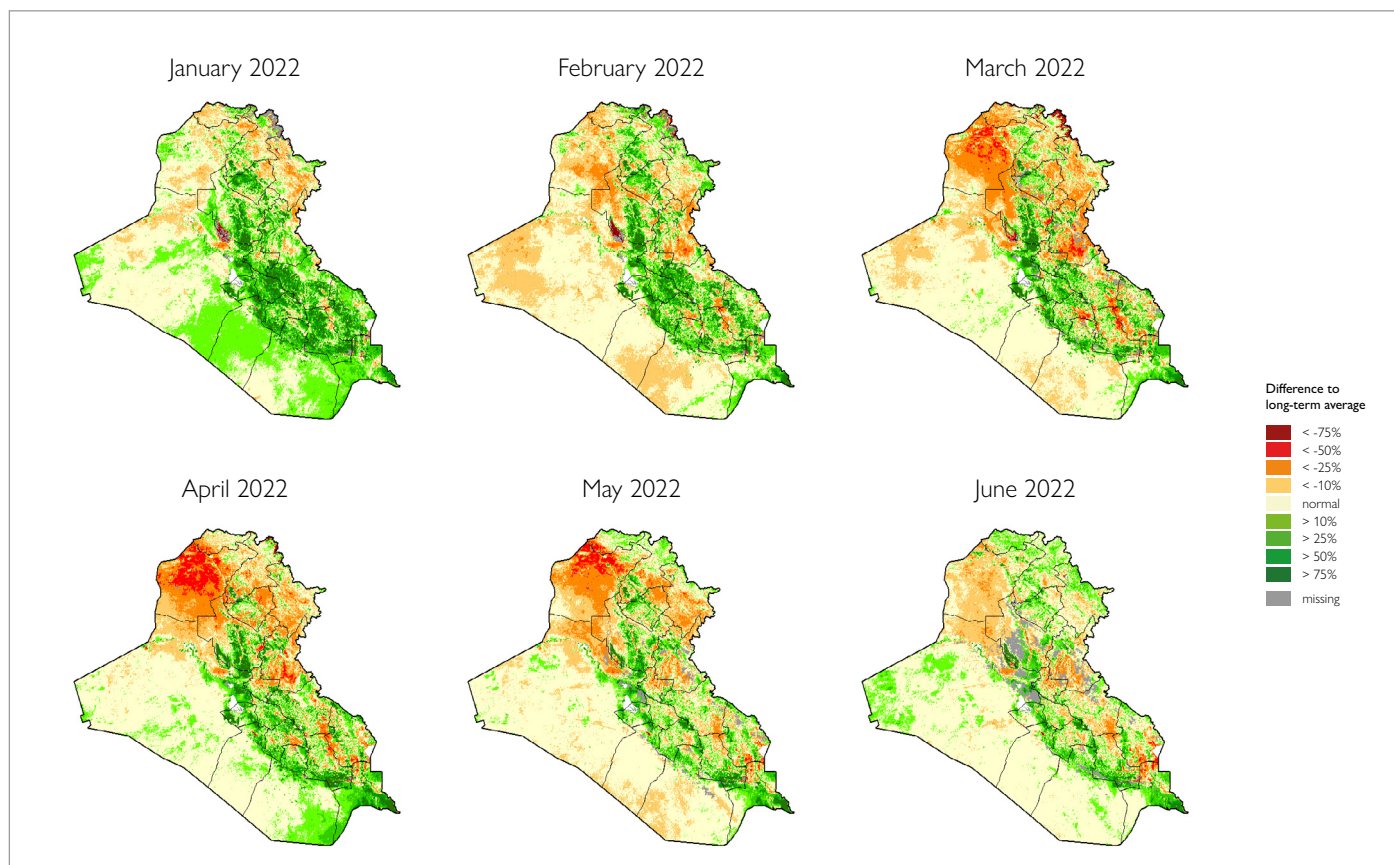 January 2022
February 2022
March 2022
Difference to
long-term average
< -75%
< -50%
< -25%
< -10%
normal
> 10%
> 25%
> 50%
> 75%
missing
April 2022
May 2022
June 2022